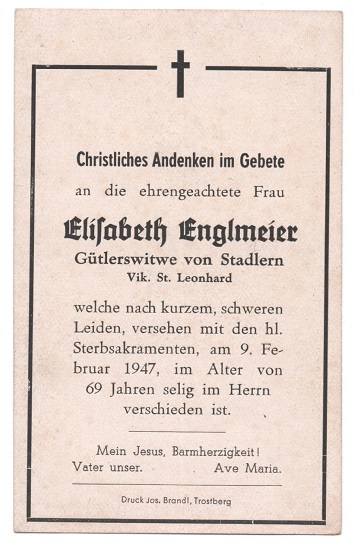 Christliches Andenken im Gebete
an die ehrengeachtete Frau
Eliſabeth Englmeier
Gütlerswitwe von Stadlern
Vik. St. Leonhard
welche nach kurzem, schweren
Leiden, versehen mit den hl.
Sterbsakramenten, am 9. Fe-
bruar 1947, im Alter von
69 Jahren selig im Herrn
verschieden ist.
Mein Jesus, Barmherzigkeit!
Vater unser. Ave Maria.
Druck Jos. Brandl, Trostberg